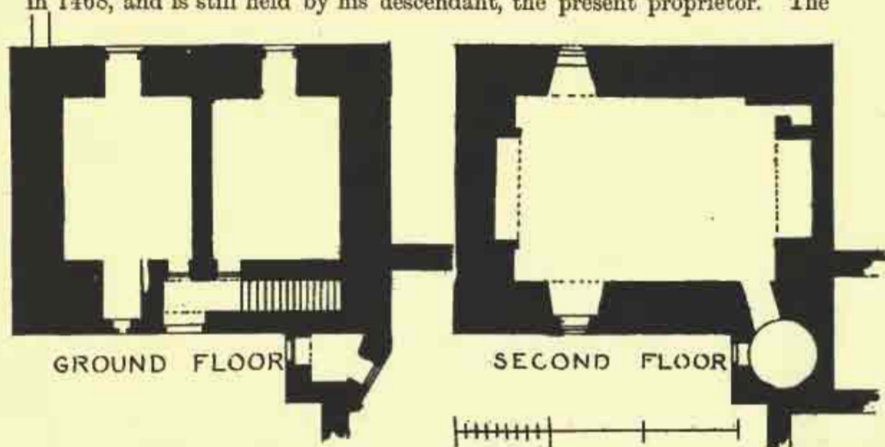 in 1468, and is still held by his descendant, the present proprietor. The
GROUND FLOOR
SECOND FLOOR